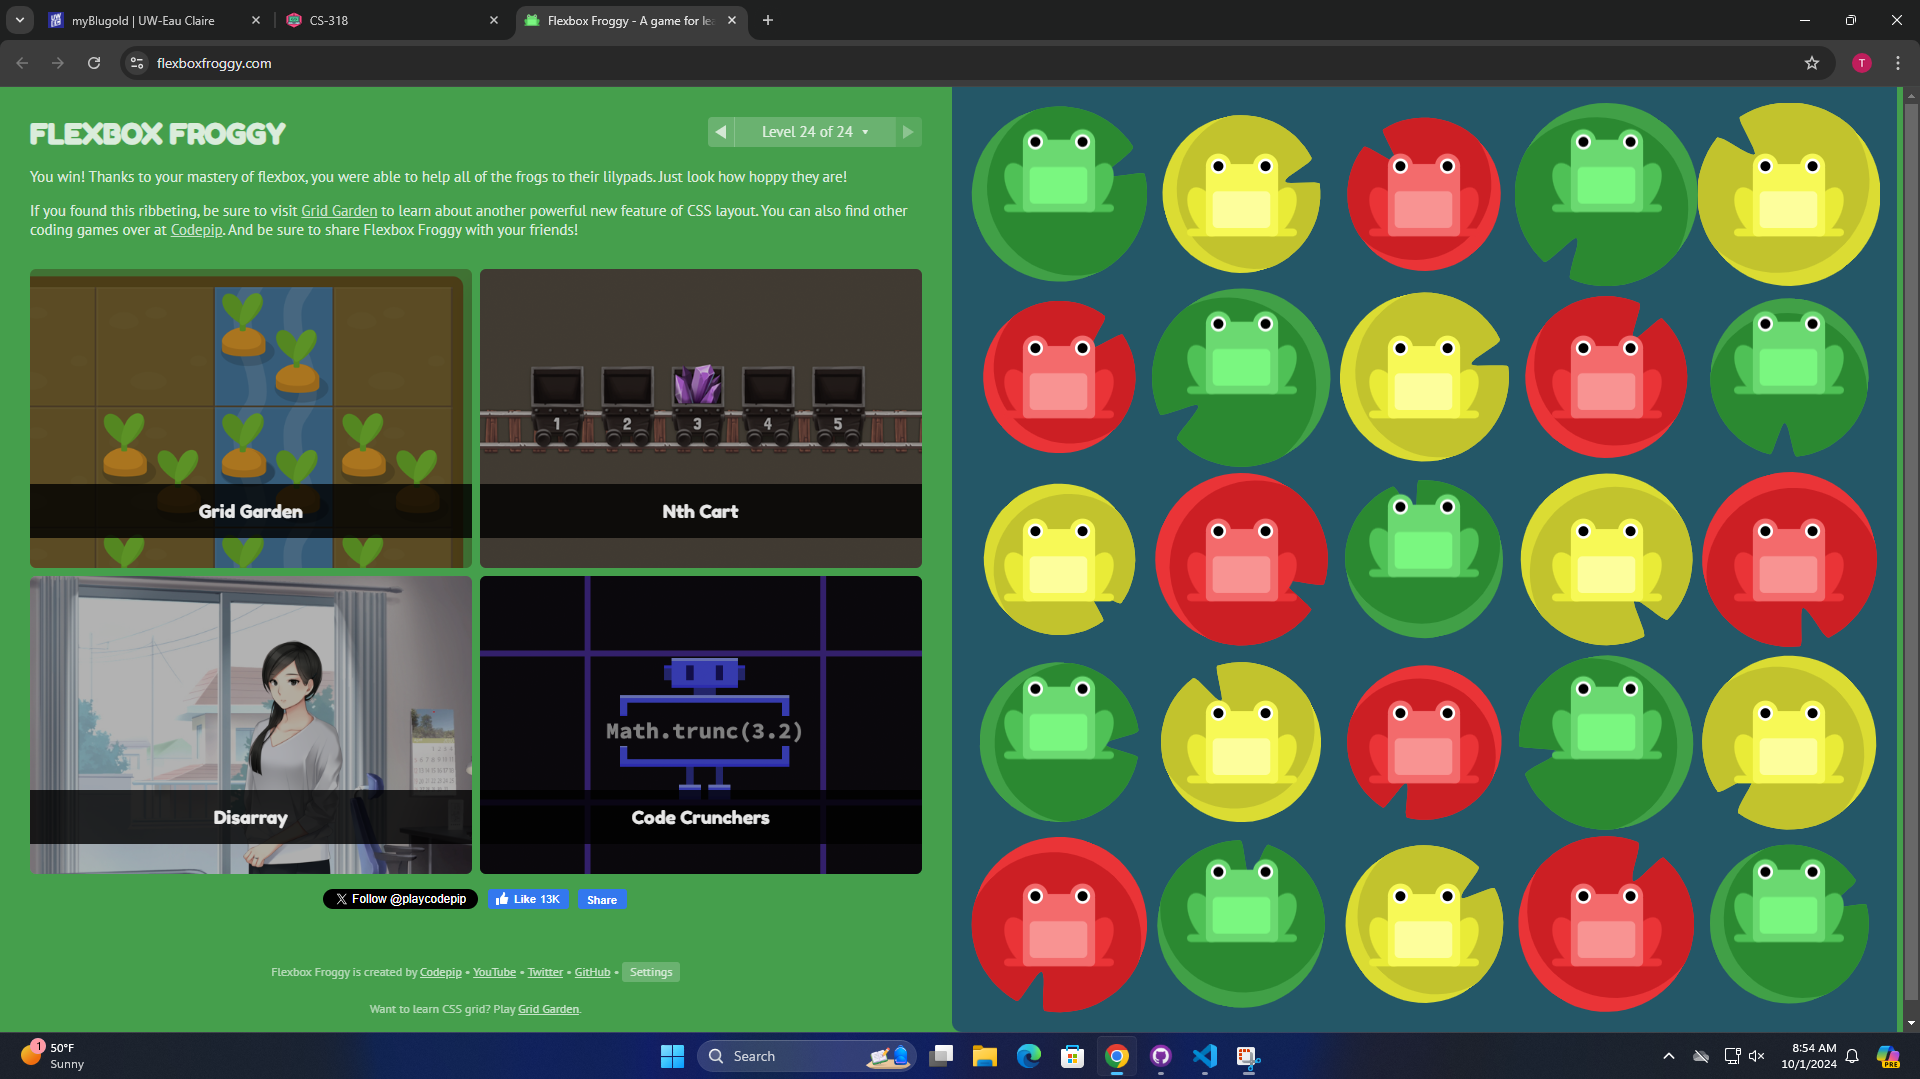 myBlugold | UW-Eau Claire
CS-318
Flexbox Froggy - A game for le
flexboxfroggy.com
T
FLEXBOX FROGGY
Level 24 of 24
You win! Thanks to your mastery of flexbox, you were able to help all of the frogs to their lilypads. Just look how hoppy they are!
If you found this ribbeting, be sure to visit Grid Garden to learn about another powerful new feature of CSS layout. You can also find other
coding games over at Codepip. And be sure to share Flexbox Froggy with your friends!
Grid Garden
1 2 3 4 5
Nth Cart
Disarray
Math.trunc(3.2)
Code Crunchers
Follow @playcodepip
Like 13K
Share
Flexbox Froggy is created by Codepip • YouTube • Twitter • GitHub • Settings
Want to learn CSS grid? Play Grid Garden.
1
50°F
Sunny
Search
8:54 AM
10/1/2024
PRE